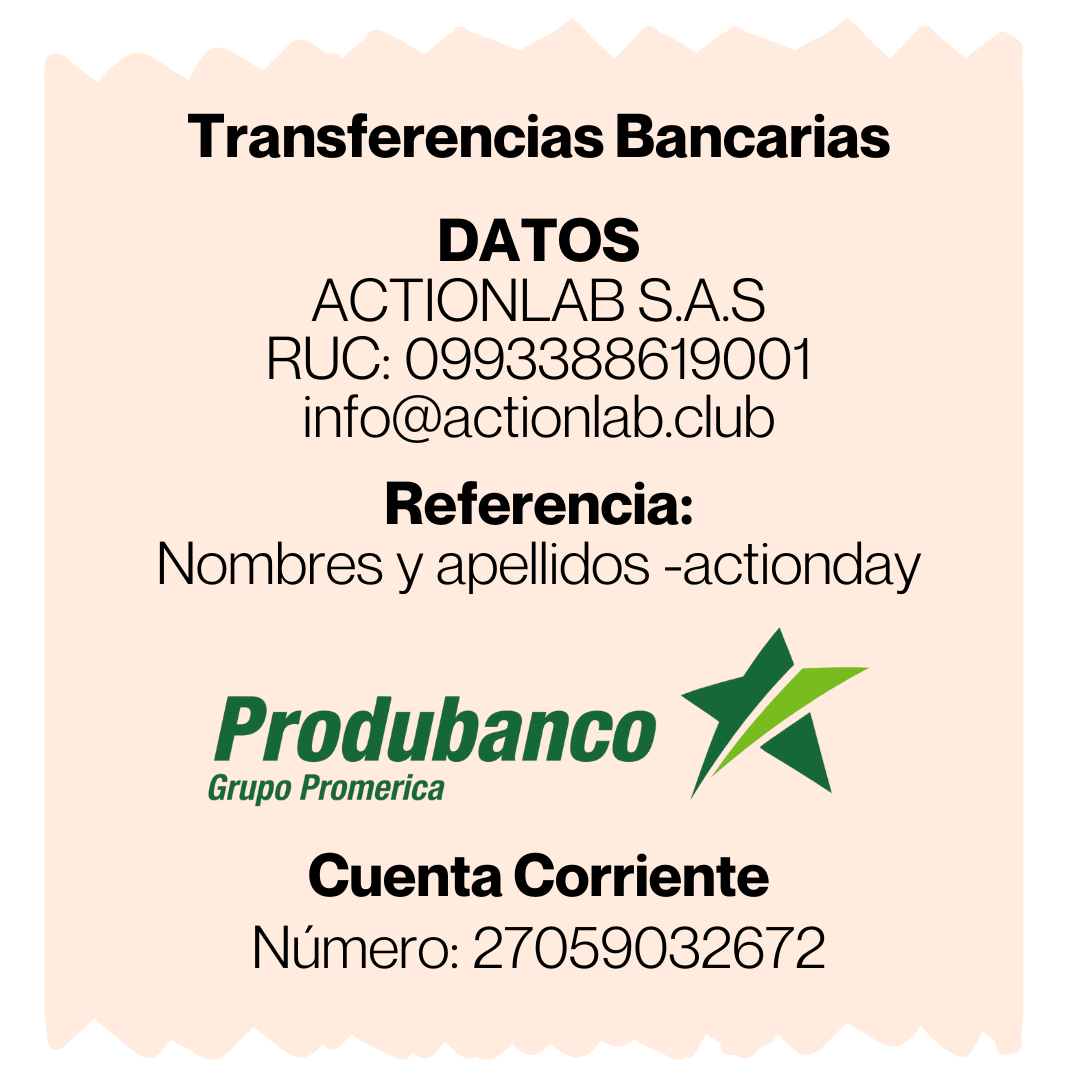 Transferencias Bancarias
DATOS
ACTIONLAB S.A.S
RUC: 0993388619001
info@actionlab.club
Referencia:
Nombres y apellidos -actionday
Produbanco
Grupo Promerica
Cuenta Corriente
Número: 27059032672